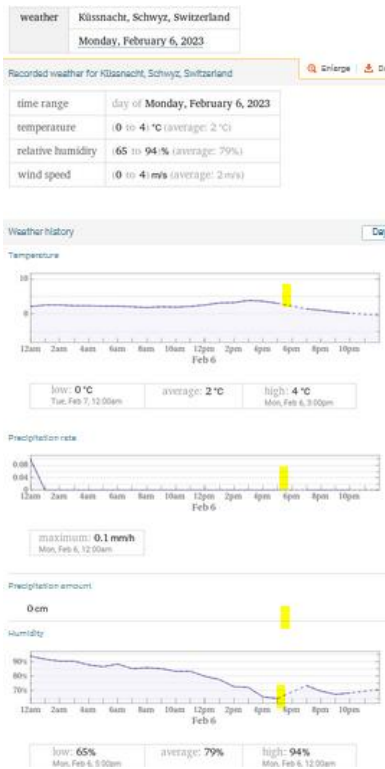 weather
Küssnacht, Schwyz, Switzerland
Monday, February 6, 2023
Recorded weather for Küssnacht, Schwyz, Switzerland
Enlarge
time range day of Monday, February 6, 2023
temperature (0 to 4) °C (average: 2 °C)
relative humidity (65 to 94)% (average: 79%)
wind speed (0 to 4) m/s (average: 2 m/s)
Weather history
Day
Temperature
10
0
12am 2am 4am 6am 8am 10am 12pm 2pm 4pm 6pm 8pm 10pm
Feb 6
low: 0 °C average: 2 °C high: 4 °C
Tue, Feb 7, 12:00am Mon, Feb 6, 3:00pm
Precipitation rate
0.08
0.04
0
12am 2am 4am 6am 8am 10am 12pm 2pm 4pm 6pm 8pm 10pm
Feb 6
maximum: 0.1 mm/h
Mon, Feb 6, 12:00am
Precipitation amount
0 cm
Humidity
90%
80%
70%
12am 2am 4am 6am 8am 10am 12pm 2pm 4pm 6pm 8pm 10pm
Feb 6
low: 65% average: 79% high: 94%
Mon, Feb 6, 5:00pm Mon, Feb 6, 12:00am